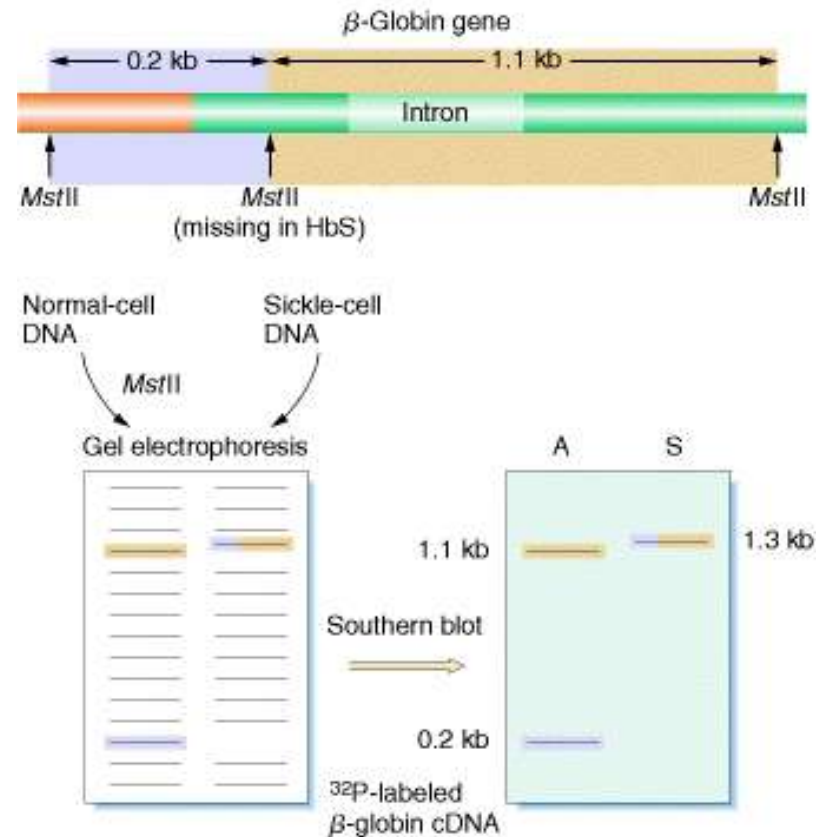 β-Globin gene
0.2 kb
1.1 kb
Intron
MstII
MstII
MstII
(missing in HbS)
Normal-cell
DNA
Sickle-cell
DNA
MstII
Gel electrophoresis
A
S
1.1 kb
1.3 kb
Southern blot
0.2 kb
³²P-labeled
β-globin cDNA